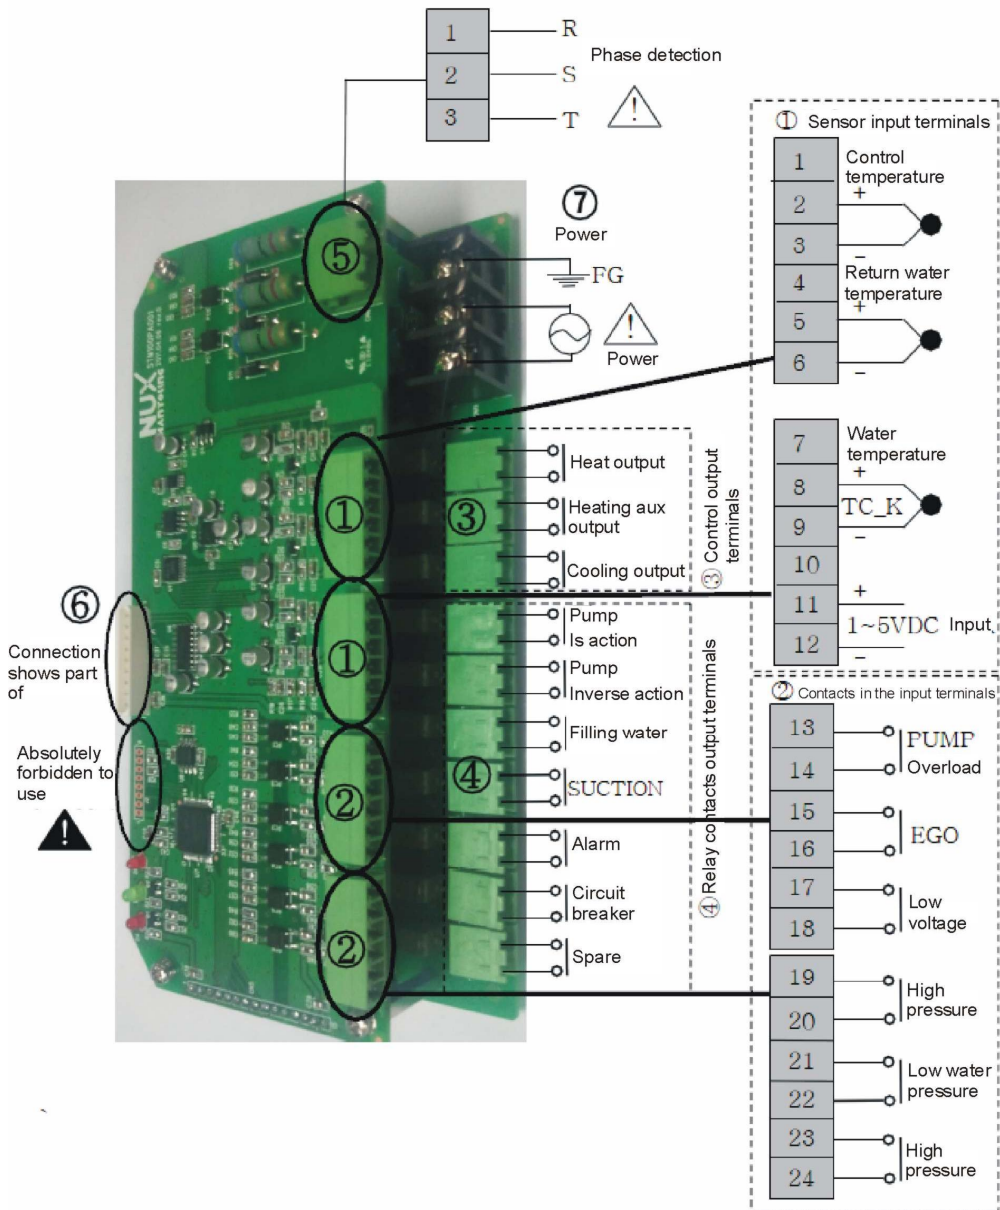 1
R
2
S
3
T
Phase detection
⑦
Power
FG
Power
⑤
NUX
HANYOUNG
① Sensor input terminals
1
Control
temperature
2
+
3
−
4
Return water
temperature
5
+
6
−
7
Water
temperature
8
+
TC_K
9
−
10
11
+
1~5VDC Input
12
−
①
①
②
②
③
④
Heat output
Heating aux
output
Cooling output
③ Control output
terminals
Pump
Is action
Pump
Inverse action
Filling water
SUCTION
Alarm
Circuit
breaker
Spare
④ Relay contacts output terminals
⑥
Connection
shows part
of
Absolutely
forbidden to
use
② Contacts in the input terminals
13
PUMP
14
Overload
15
EGO
16
17
Low
voltage
18
19
High
pressure
20
21
Low water
pressure
22
23
High
pressure
24